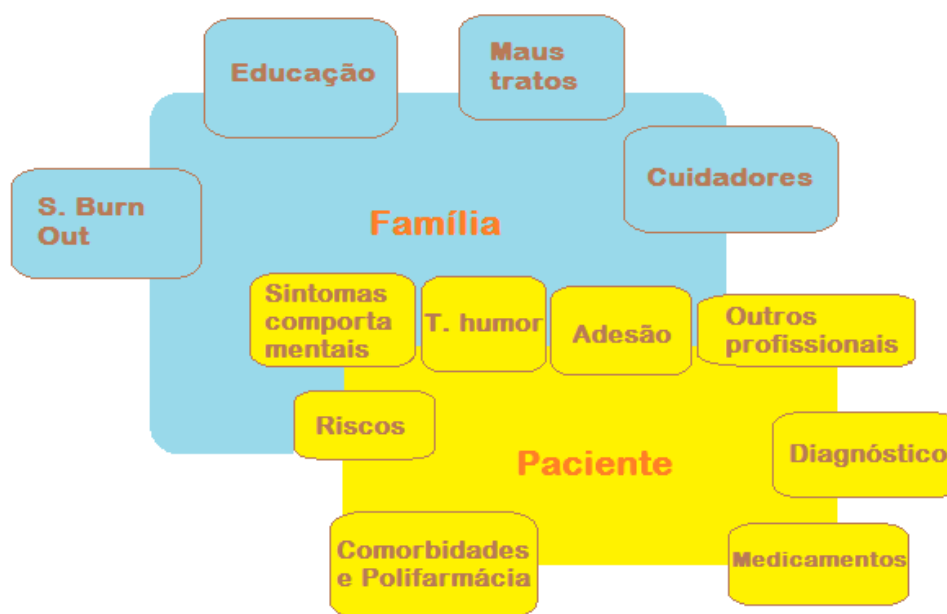 Educação
Maus
tratos
Cuidadores
S. Burn
Out
Família
Sintomas
comporta
mentais
T. humor
Adesão
Outros
profissionais
Riscos
Paciente
Diagnóstico
Comorbidades
e Polifarmácia
Medicamentos